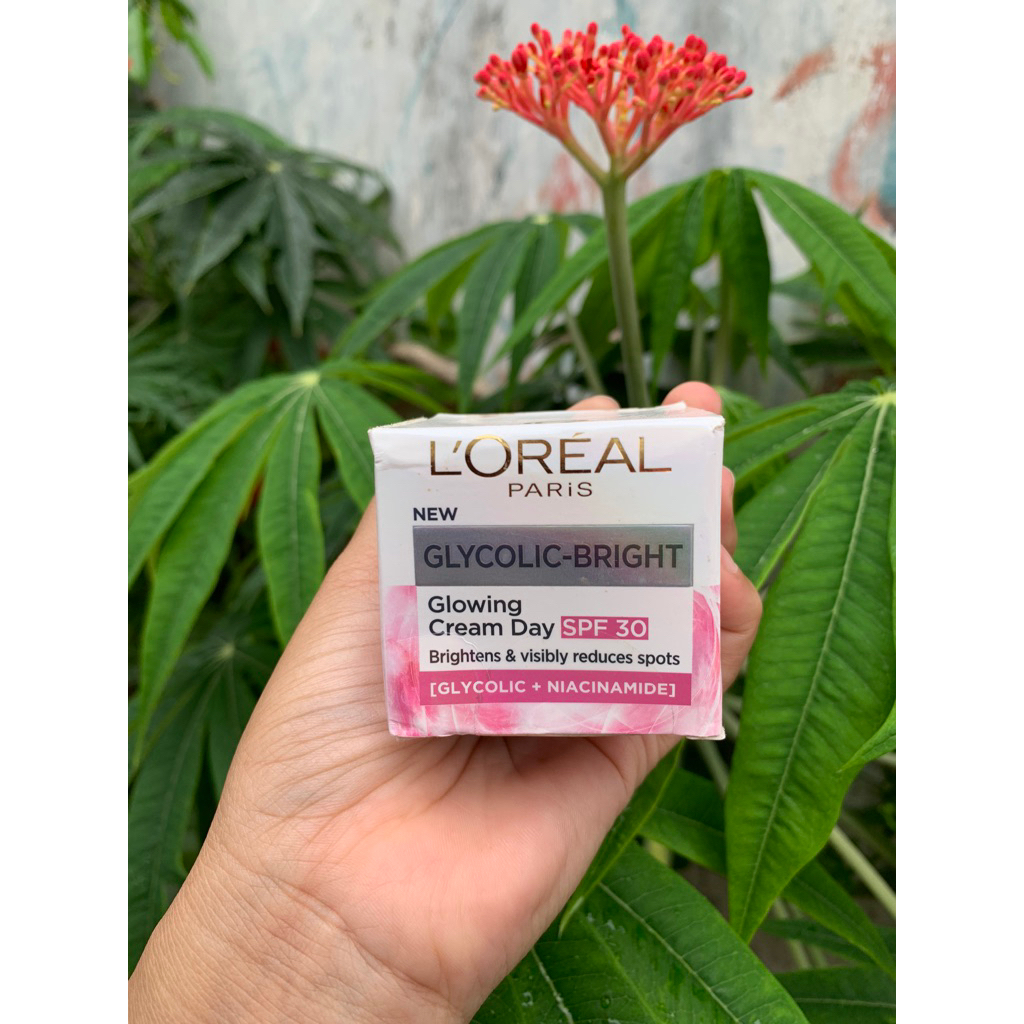 L'ORÉAL
PARiS
NEW
GLYCOLIC-BRIGHT
Glowing
Cream Day SPF 30
Brightens & visibly reduces spots
[GLYCOLIC + NIACINAMIDE]